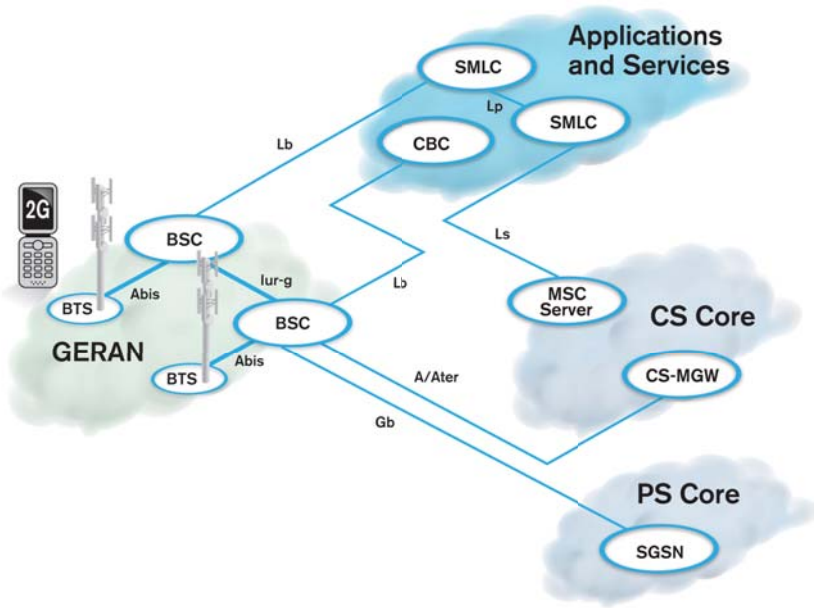 Applications
and Services
SMLC
Lp
SMLC
CBC
Lb
2G
BSC
Ls
Abis
Iur-g
Lb
MSC
Server
BTS
BSC
CS Core
GERAN
Abis
BTS
A/Ater
CS-MGW
Gb
PS Core
SGSN